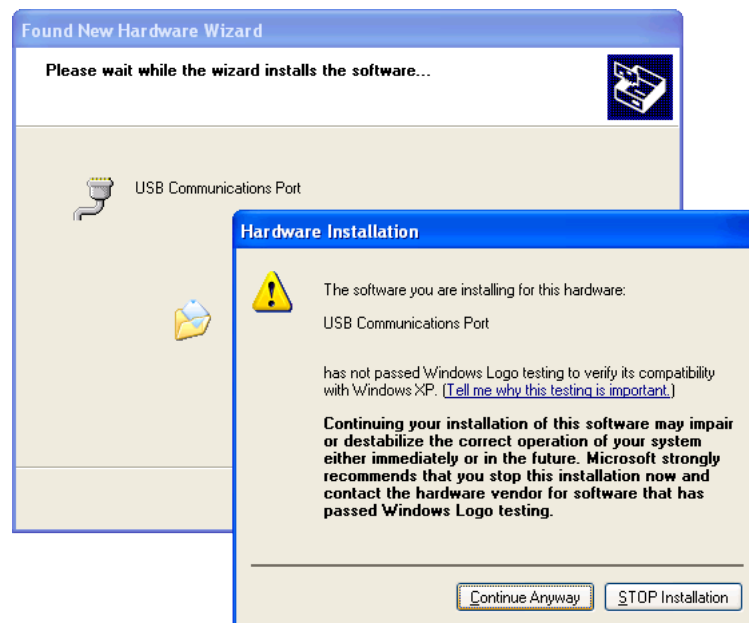 Found New Hardware Wizard
Please wait while the wizard installs the software...
USB Communications Port
Hardware Installation
The software you are installing for this hardware:
USB Communications Port
has not passed Windows Logo testing to verify its compatibility
with Windows XP. (Tell me why this testing is important.)
Continuing your installation of this software may impair
or destabilize the correct operation of your system
either immediately or in the future. Microsoft strongly
recommends that you stop this installation now and
contact the hardware vendor for software that has
passed Windows Logo testing.
Continue Anyway
STOP Installation